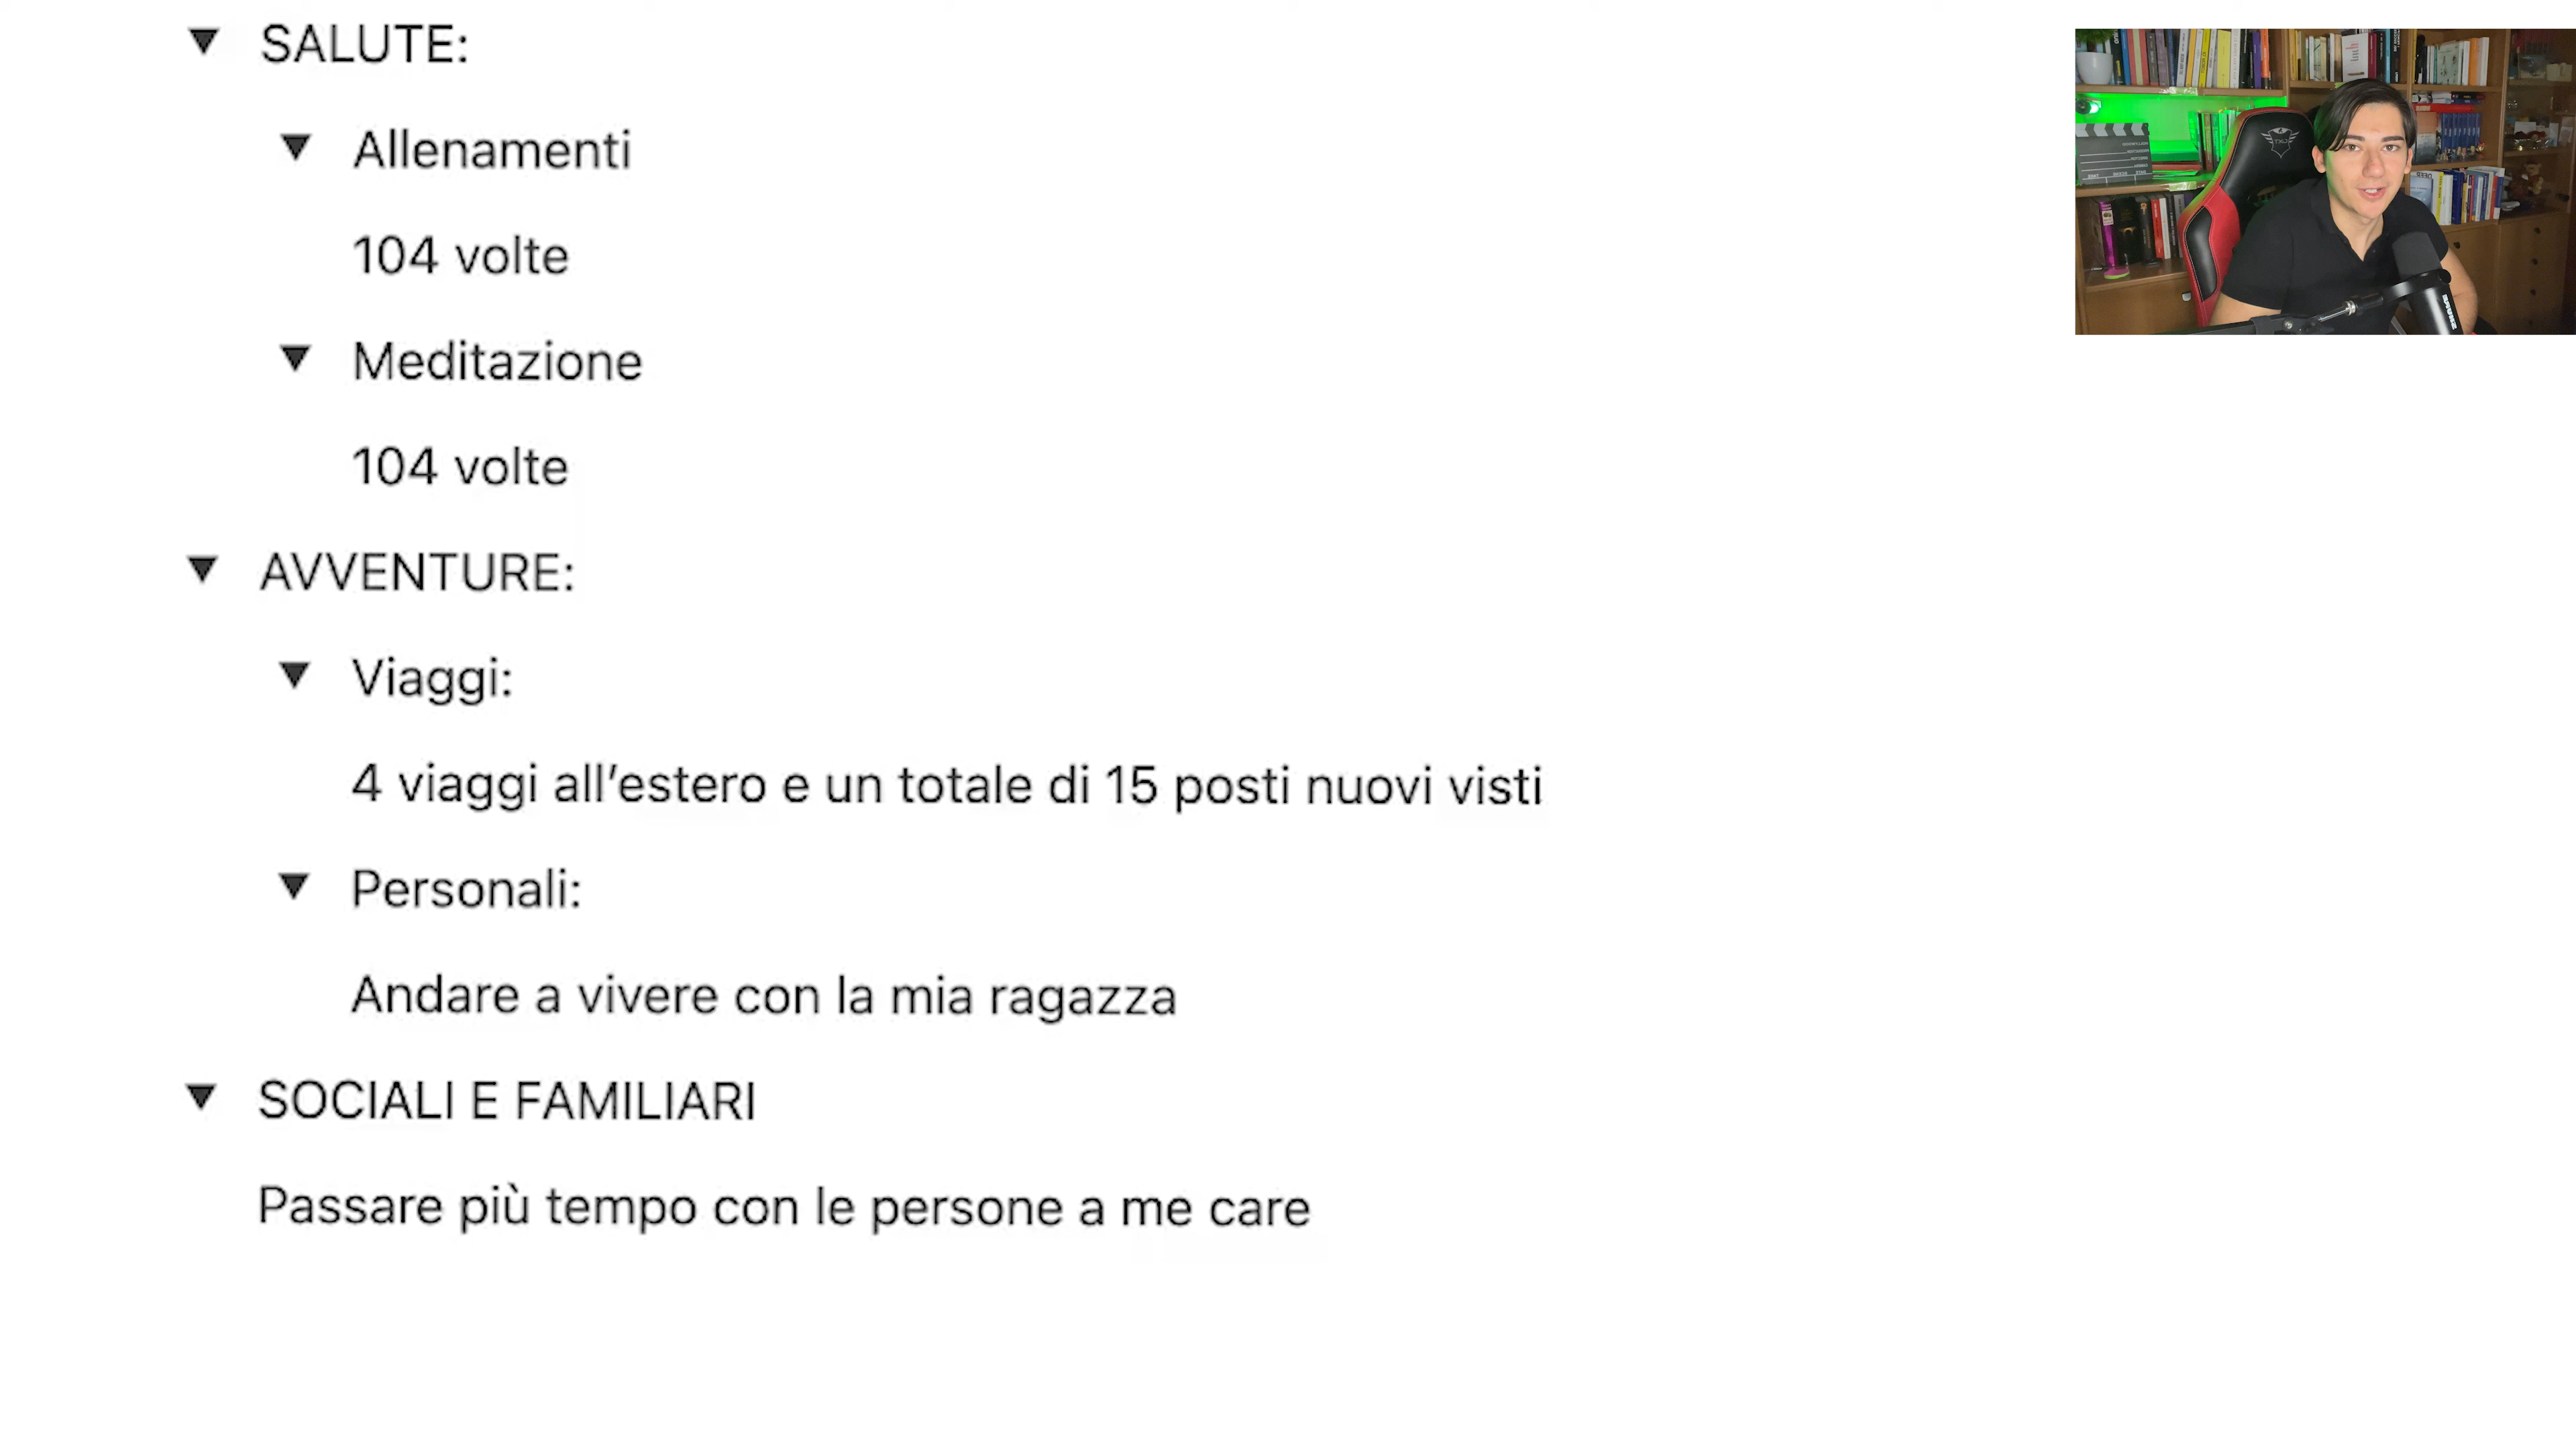 SALUTE:
Allenamenti
104 volte
Meditazione
104 volte
AVVENTURE:
Viaggi:
4 viaggi all'estero e un totale di 15 posti nuovi visti
Personali:
Andare a vivere con la mia ragazza
SOCIALI E FAMILIARI
Passare più tempo con le persone a me care